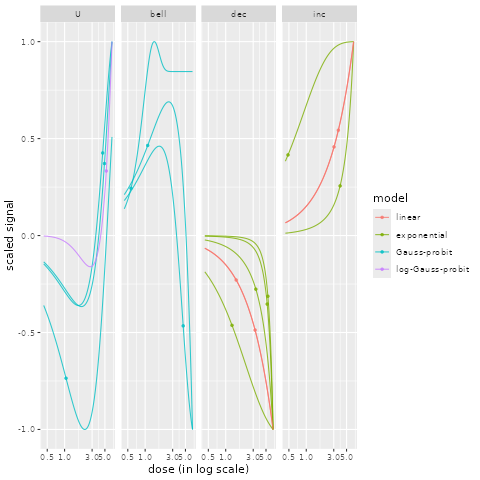 U bell dec inc
1.0
0.5
0.0
-0.5
-1.0
scaled signal
0.5 1.0 3.05.0 0.5 1.0 3.05.0 0.5 1.0 3.05.0 0.5 1.0 3.05.0
dose (in log scale)
model
linear
exponential
Gauss-probit
log-Gauss-probit